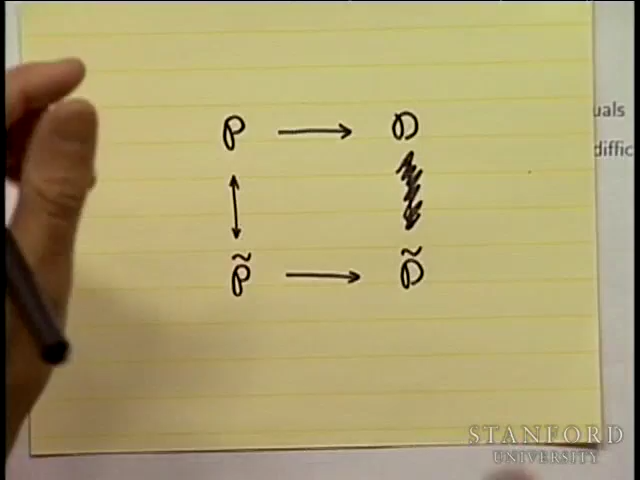 P → D
P̃ → D̃
uals
diffic
STANFORD
UNIVERSITY